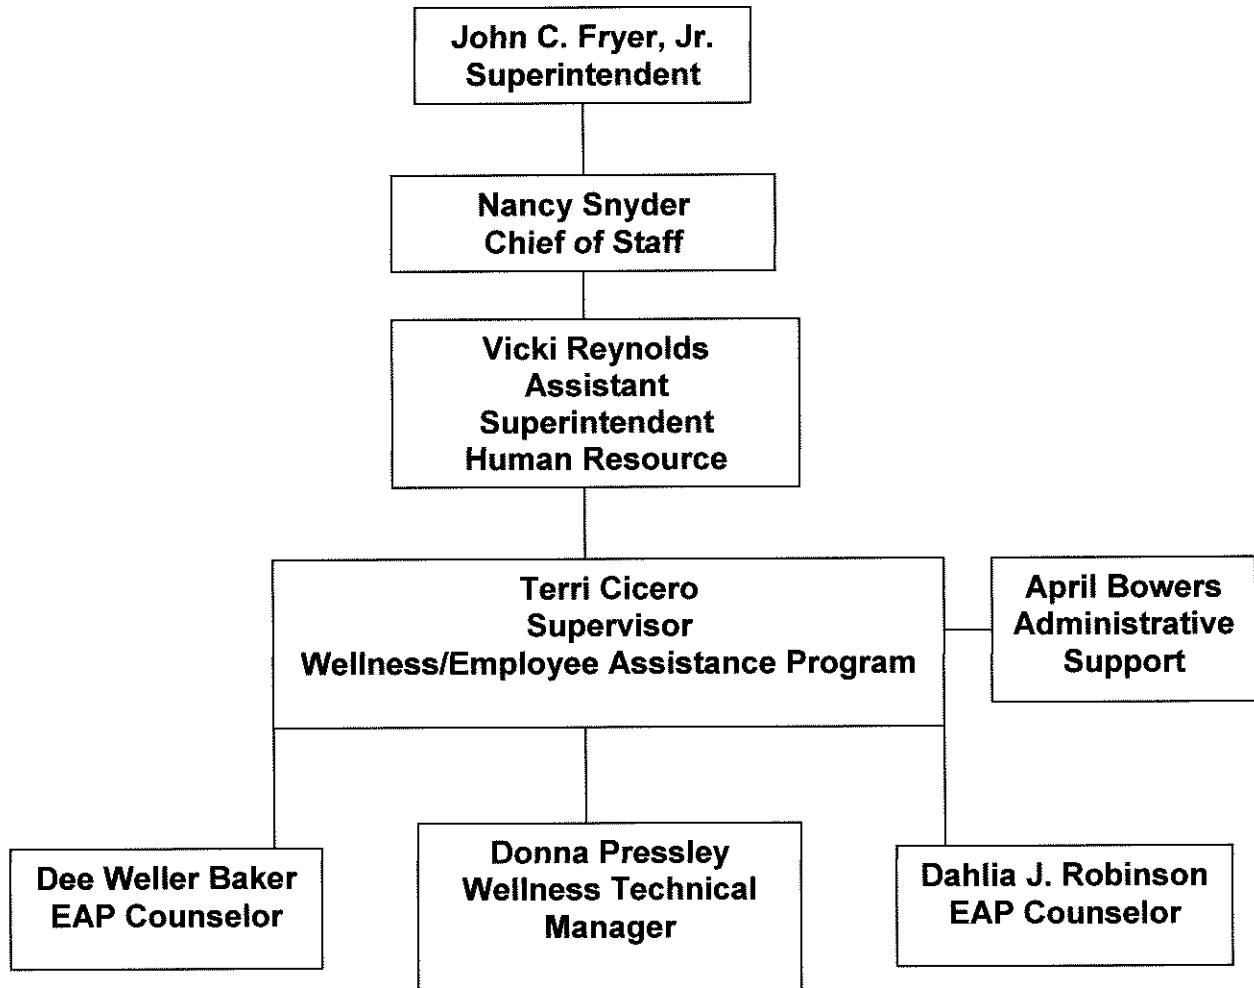 John C. Fryer, Jr.
Superintendent
Nancy Snyder
Chief of Staff
Vicki Reynolds
Assistant
Superintendent
Human Resource
Terri Cicero
Supervisor
Wellness/Employee Assistance Program
April Bowers
Administrative
Support
Dee Weller Baker
EAP Counselor
Donna Pressley
Wellness Technical
Manager
Dahlia J. Robinson
EAP Counselor